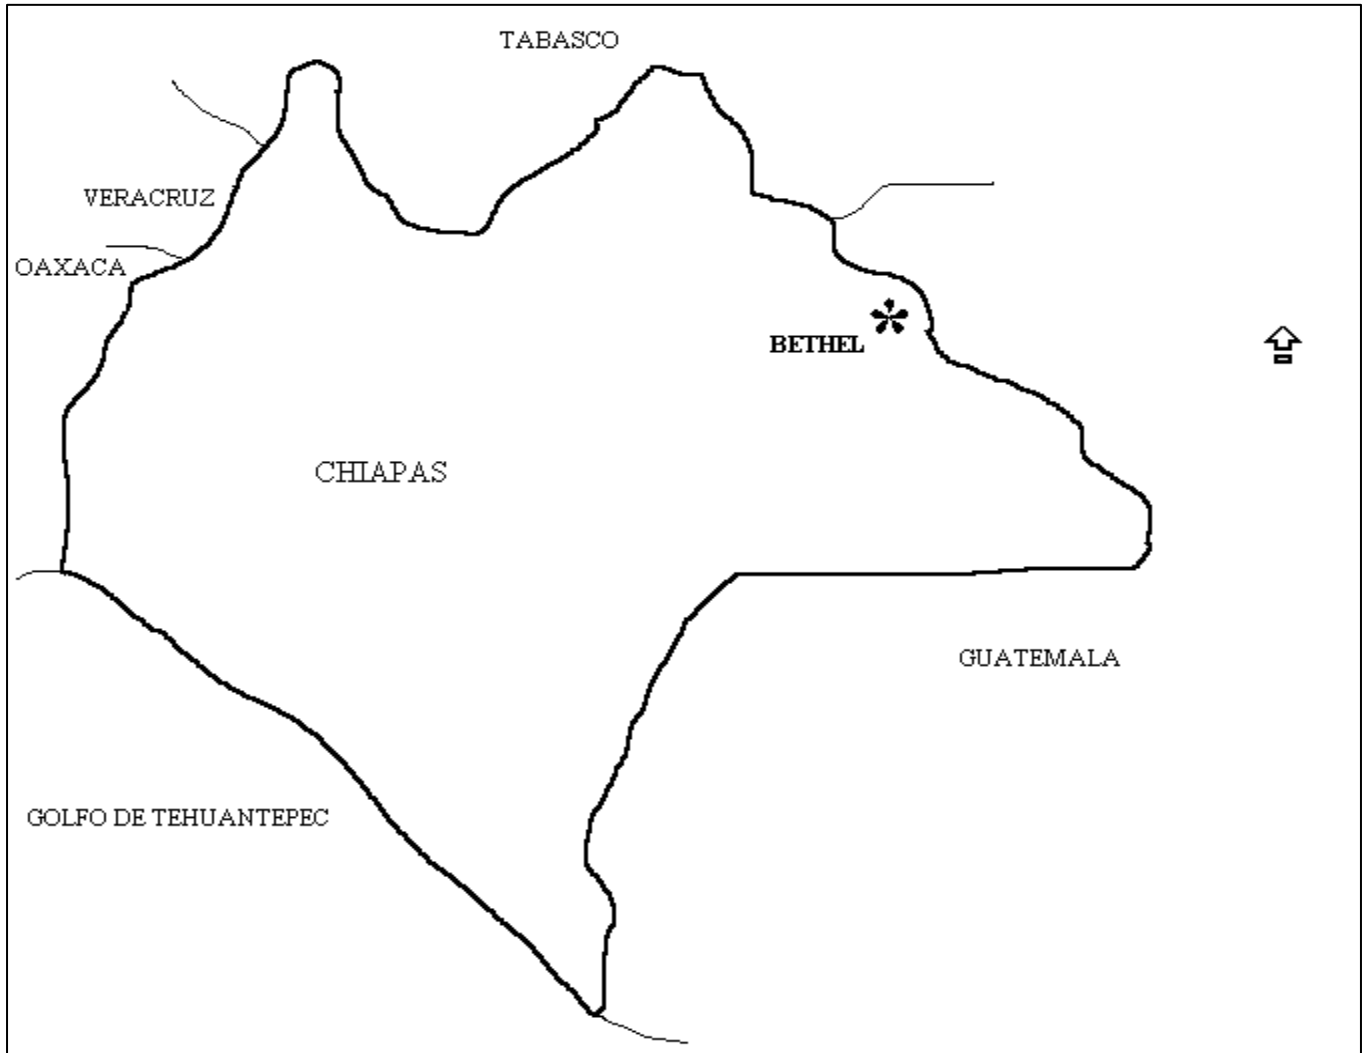 TABASCO
VERACRUZ
OAXACA
BETHEL
CHIAPAS
GUATEMALA
GOLFO DE TEHUANTEPEC